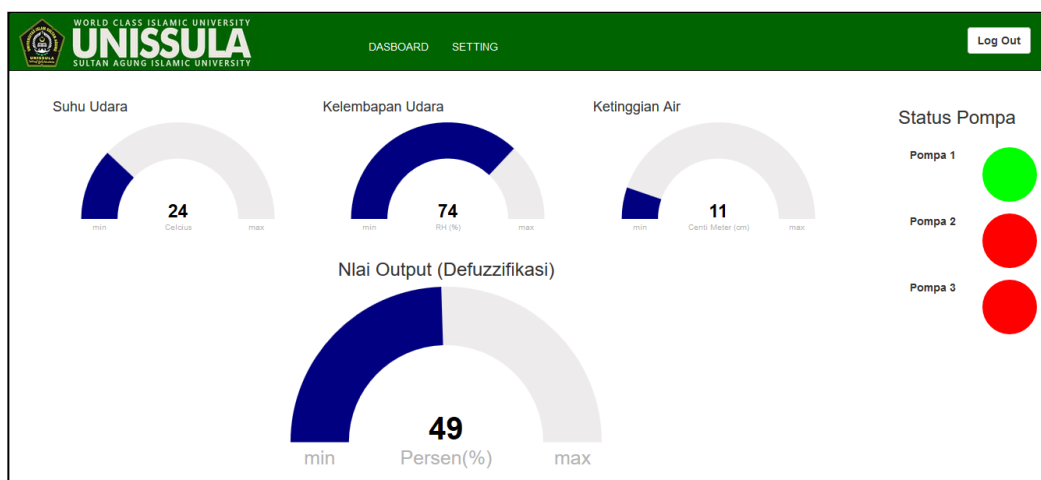 WORLD CLASS ISLAMIC UNIVERSITY
UNISSULA
SULTAN AGUNG ISLAMIC UNIVERSITY
DASBOARD SETTING
Log Out
Suhu Udara
24
Celcius
min max
Kelembapan Udara
74
RH (%)
min max
Ketinggian Air
11
Centi Meter (cm)
min max
Status Pompa
Pompa 1
Pompa 2
Pompa 3
NIai Output (Defuzzifikasi)
49
Persen(%)
min max